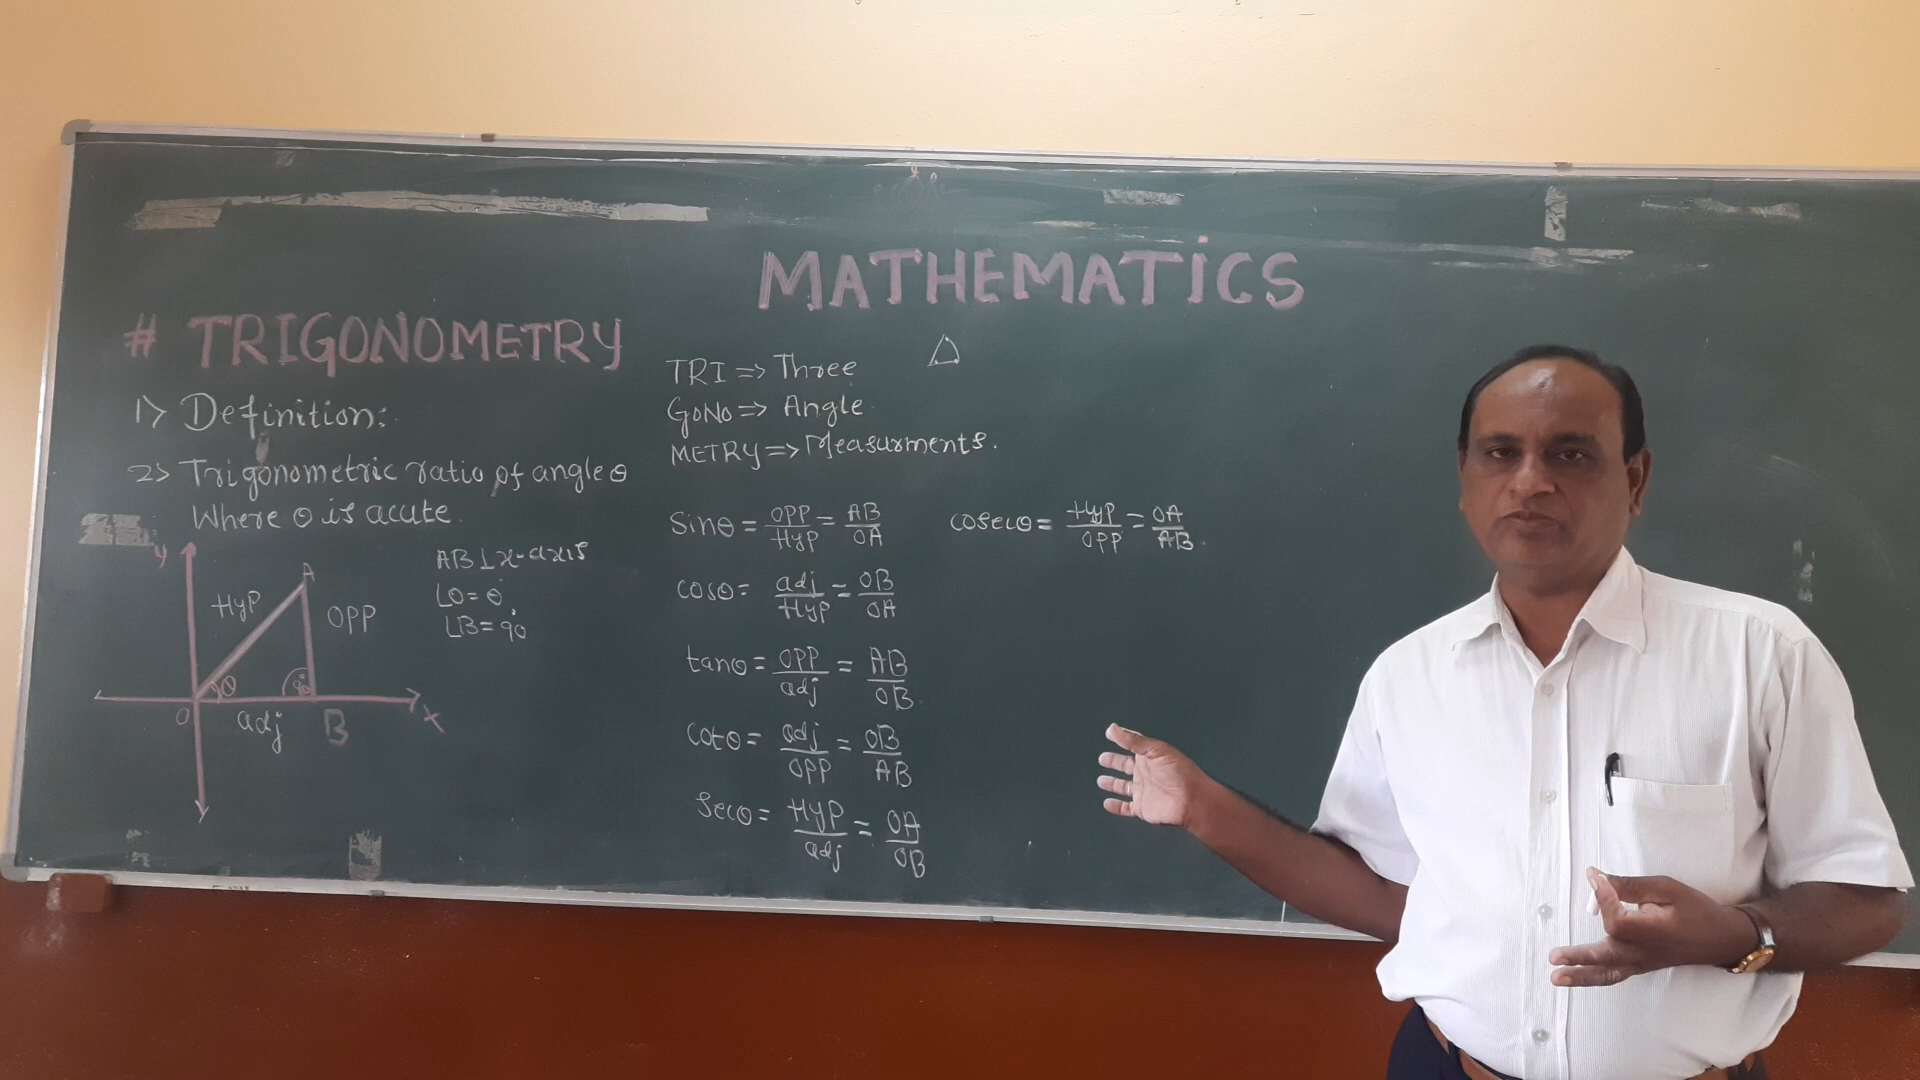 MATHEMATICS
# TRIGONOMETRY
1> Definition:
2> Trigonometric ratio of angle θ
Where θ is acute.
y
A
HyP
OPP
θ
90°
O
adj
B
X
AB ⊥ x-axis
∠O = θ
∠B = 90°
TRI => Three
GONO => Angle
METRY => Measurments.
Sinθ = OPP/HyP = AB/OA
cosθ = adj/HyP = OB/OA
tanθ = OPP/adj = AB/OB
cotθ = adj/OPP = OB/AB
Secθ = HyP/adj = OA/OB
cosecθ = HyP/OPP = OA/AB